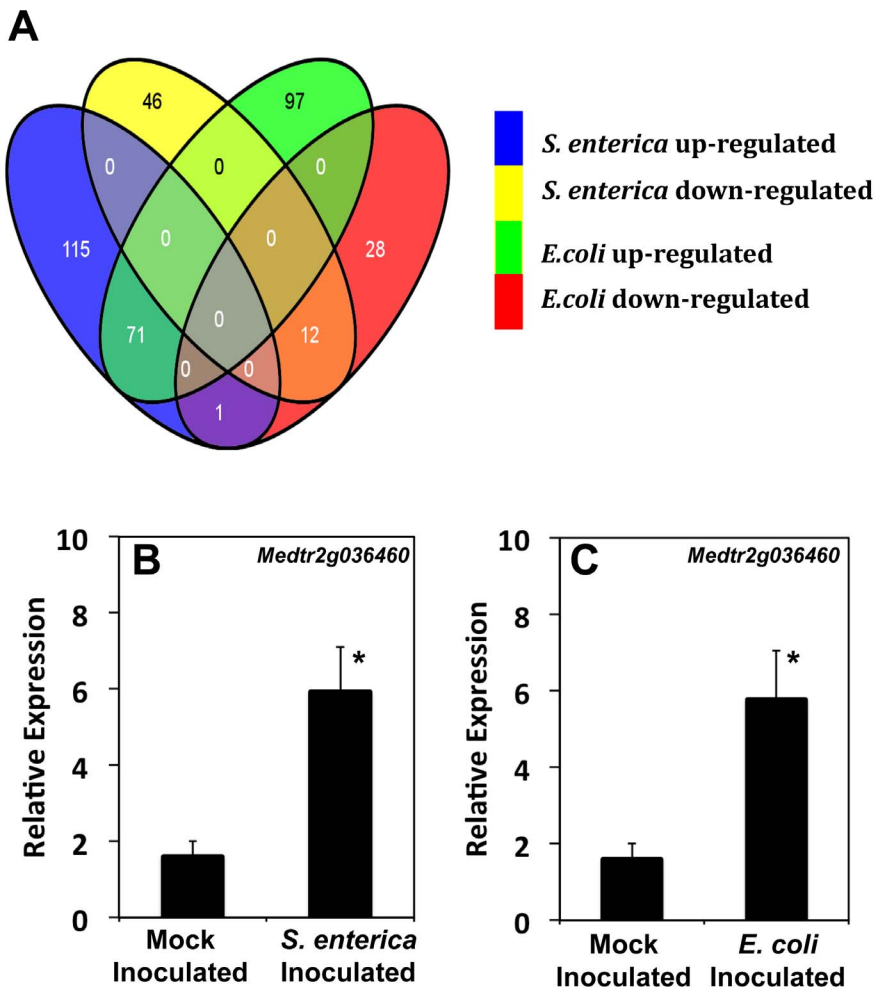 A
46
97
0
0
0
115
0
0
28
71
0
12
0
0
1
S. enterica up-regulated
S. enterica down-regulated
E.coli up-regulated
E.coli down-regulated
B
Medtr2g036460
Relative Expression
10
8
6
4
2
0
*
Mock
Inoculated
S. enterica
Inoculated
C
Medtr2g036460
Relative Expression
10
8
6
4
2
0
*
Mock
Inoculated
E. coli
Inoculated